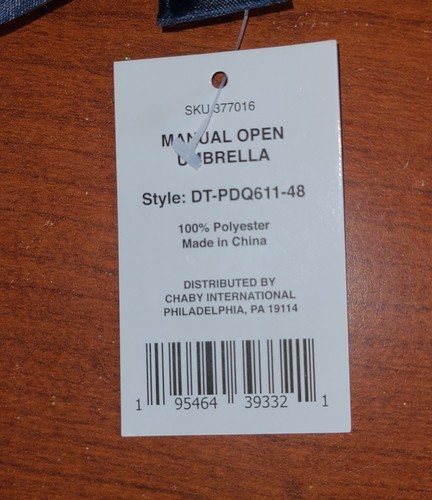 SKU 377016
MANUAL OPEN
UMBRELLA
Style: DT-PDQ611-48
100% Polyester
Made in China
DISTRIBUTED BY
CHABY INTERNATIONAL
PHILADELPHIA, PA 19114
1 95464 39332 1